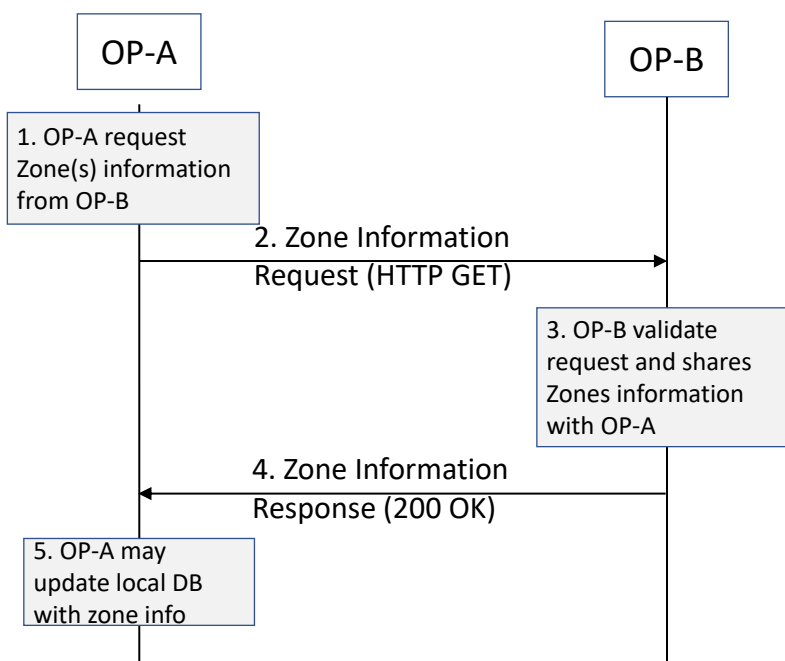 OP-A
OP-B
1. OP-A request
Zone(s) information
from OP-B
2. Zone Information
Request (HTTP GET)
3. OP-B validate
request and shares
Zones information
with OP-A
4. Zone Information
Response (200 OK)
5. OP-A may
update local DB
with zone info